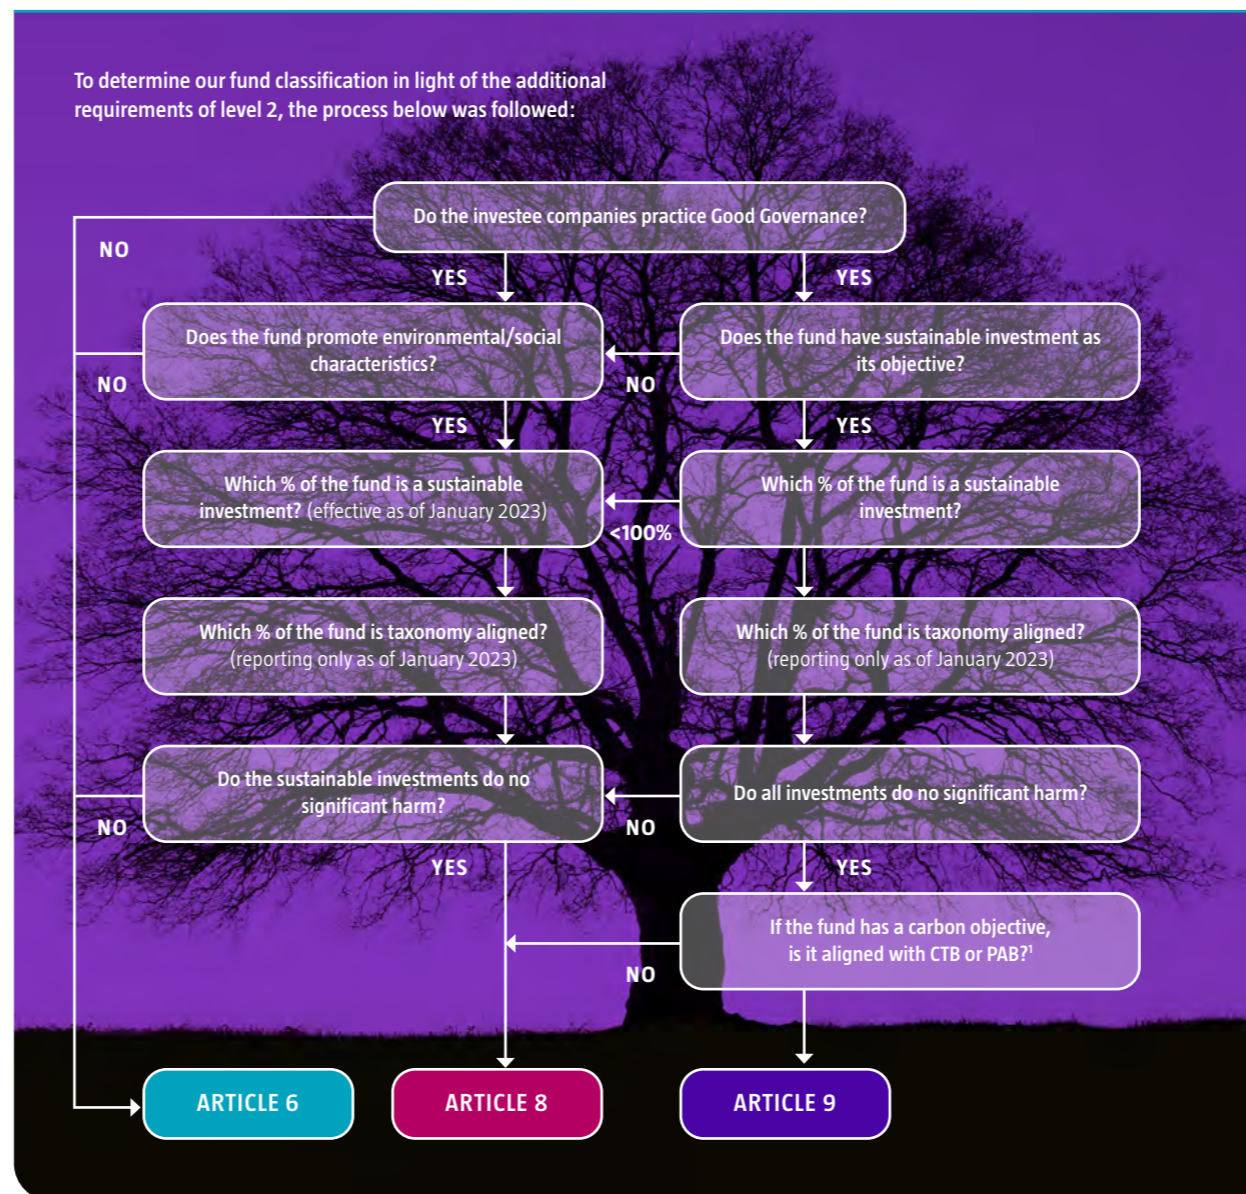 To determine our fund classification in light of the additional
requirements of level 2, the process below was followed:
Do the investee companies practice Good Governance?
NO
YES
YES
Does the fund promote environmental/social
characteristics?
Does the fund have sustainable investment as
its objective?
NO
NO
YES
YES
Which % of the fund is a sustainable
investment? (effective as of January 2023)
Which % of the fund is a sustainable
investment?
<100%
Which % of the fund is taxonomy aligned?
(reporting only as of January 2023)
Which % of the fund is taxonomy aligned?
(reporting only as of January 2023)
Do the sustainable investments do no
significant harm?
Do all investments do no significant harm?
NO
NO
YES
YES
If the fund has a carbon objective,
is it aligned with CTB or PAB?¹
NO
ARTICLE 6
ARTICLE 8
ARTICLE 9